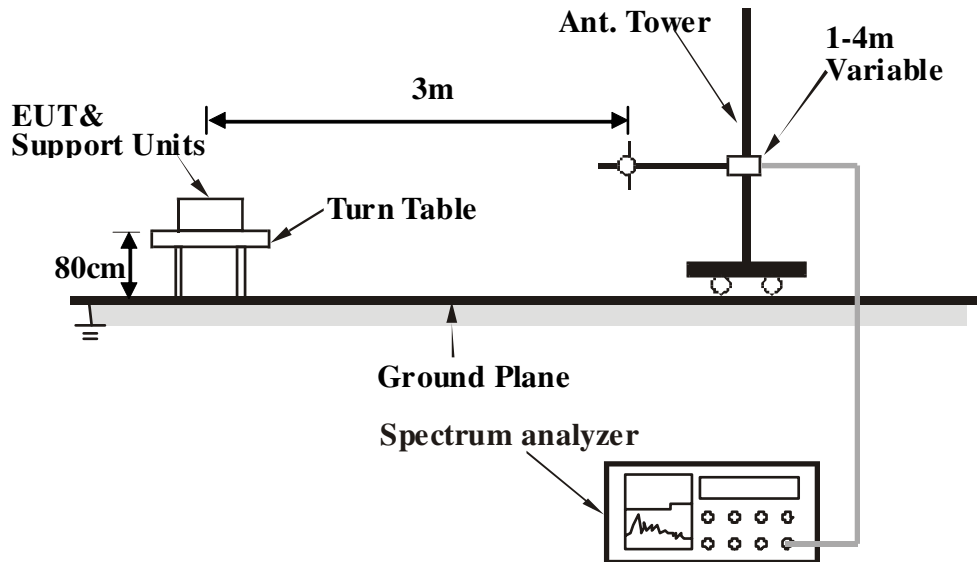 Ant. Tower
1-4m
Variable
3m
EUT&
Support Units
Turn Table
80cm
Ground Plane
Spectrum analyzer